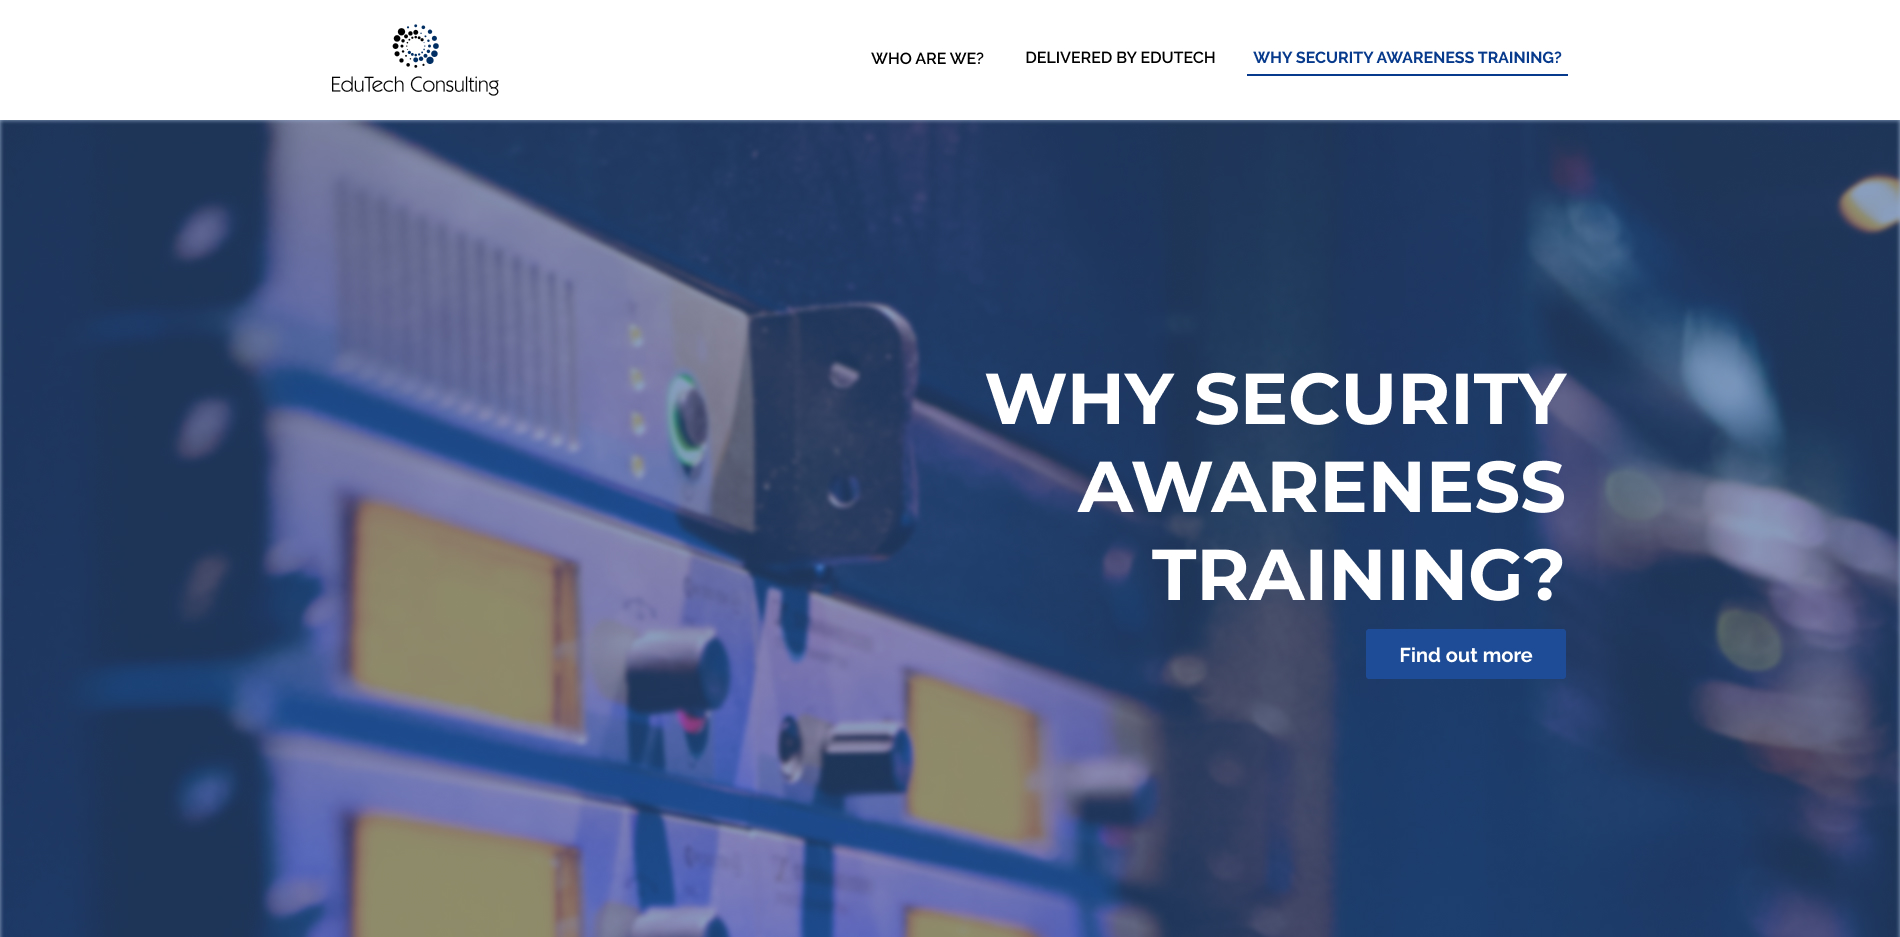 EduTech Consulting
WHO ARE WE?
DELIVERED BY EDUTECH
WHY SECURITY AWARENESS TRAINING?
WHY SECURITY
AWARENESS
TRAINING?
Find out more